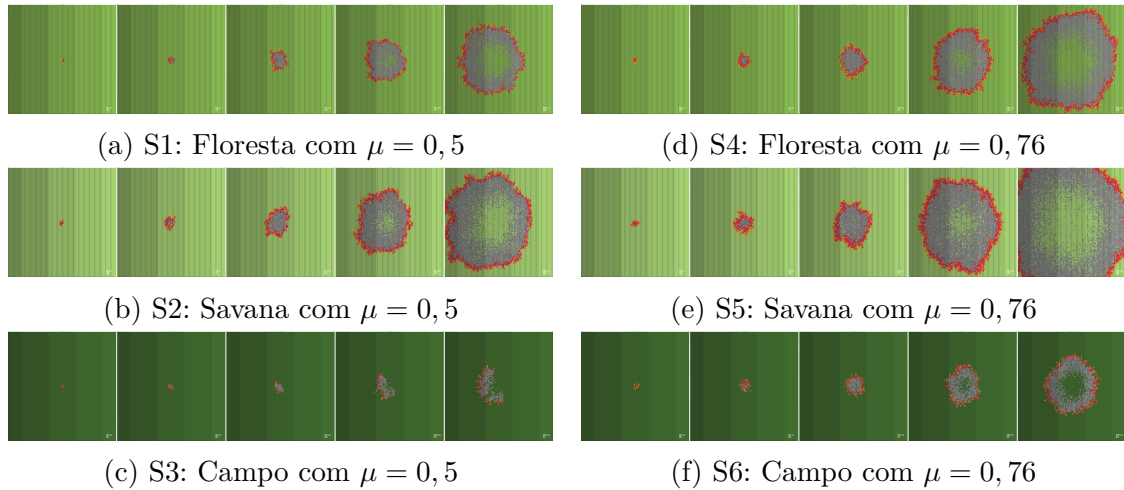 (a) S1: Floresta com μ = 0, 5
(d) S4: Floresta com μ = 0, 76
(b) S2: Savana com μ = 0, 5
(e) S5: Savana com μ = 0, 76
(c) S3: Campo com μ = 0, 5
(f) S6: Campo com μ = 0, 76